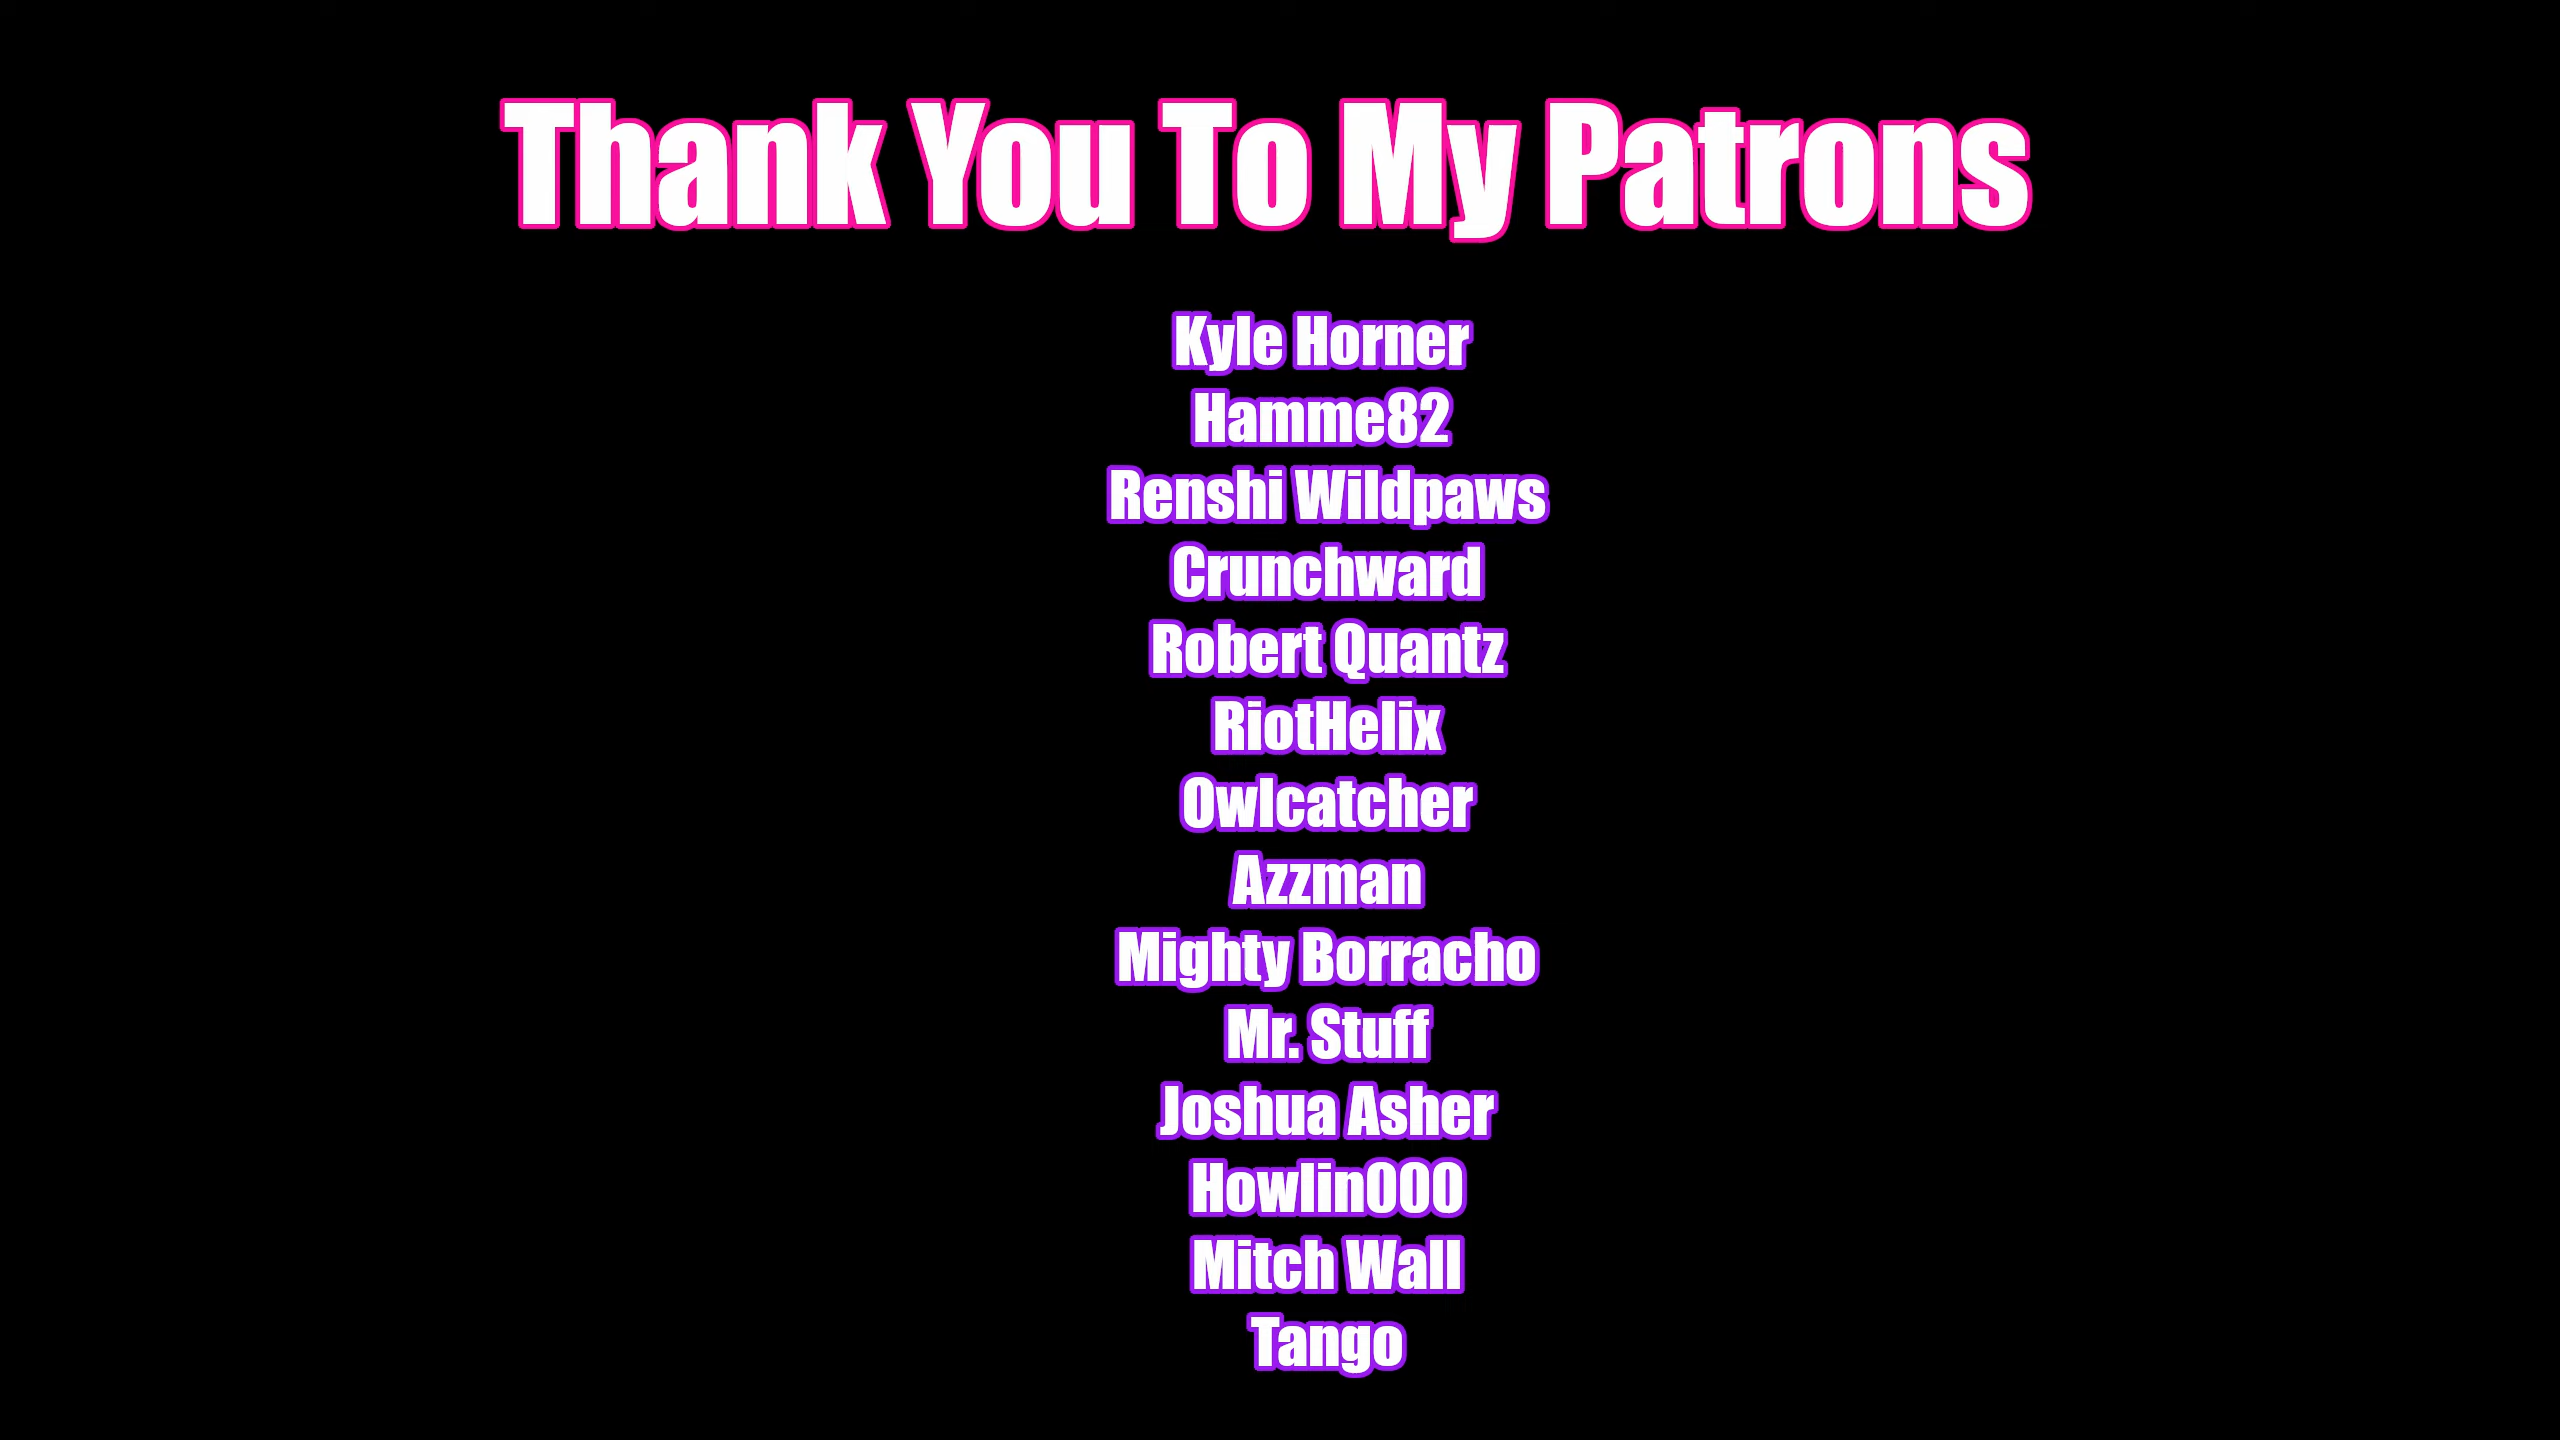 Thank You To My Patrons
Kyle Horner
Hamme82
Renshi Wildpaws
Crunchward
Robert Quantz
RiotHelix
Owlcatcher
Azzman
Mighty Borracho
Mr. Stuff
Joshua Asher
Howlin000
Mitch Wall
Tango